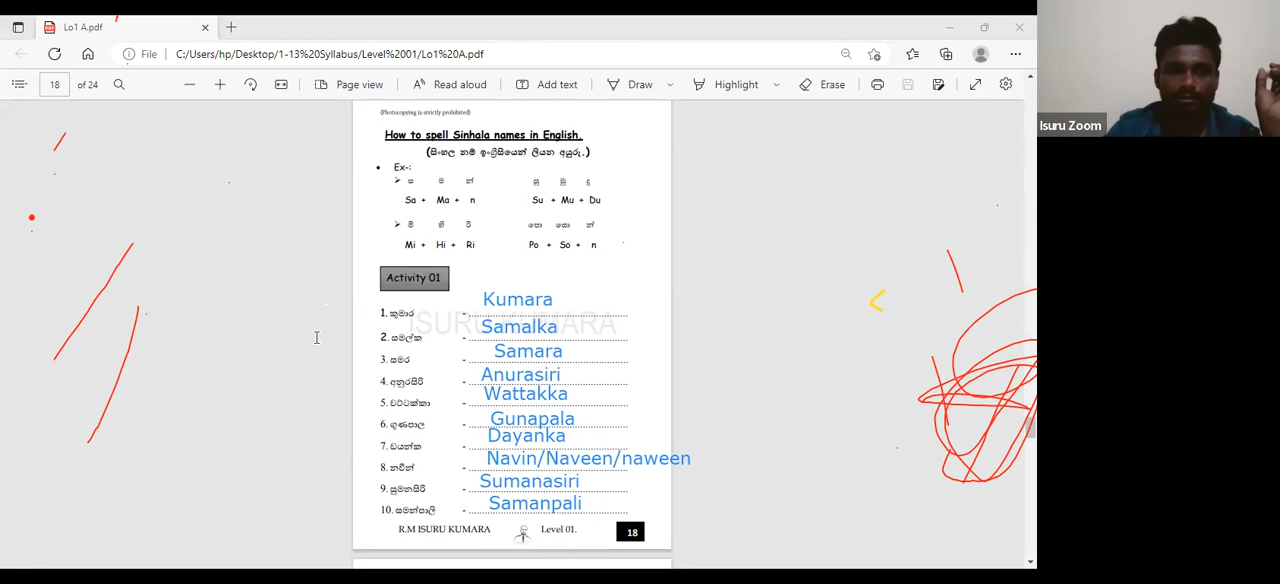 Lo1 A.pdf
File C:/Users/hp/Desktop/1-13%20Syllabus/Level%2001/Lo1%20A.pdf
18 of 24 Page view Read aloud Add text Draw Highlight Erase
Isuru Zoom
(Photocopying is strictly prohibited)
How to spell Sinhala names in English.
(සිංහල නම් ඉංග්‍රීසියෙන් ලියන අයුරු.)
Ex-:
ස ම න් සු මු දු
Sa + Ma + n Su + Mu + Du
මි හි රි පො සො න්
Mi + Hi + Ri Po + So + n
Activity 01
ISURU KUMARA
1. කුමාර - Kumara
2. සමල්ක - Samalka
3. සමර - Samara
4. අනුරසිරි - Anurasiri
5. වට්ටක්කා - Wattakka
6. ගුණපාල - Gunapala
7. ඩයන්ක - Dayanka
8. නවීන් - Navin/Naveen/naween
9. සුමනසිරි - Sumanasiri
10. සමන්පාලි - Samanpali
R.M ISURU KUMARA Level 01. 18